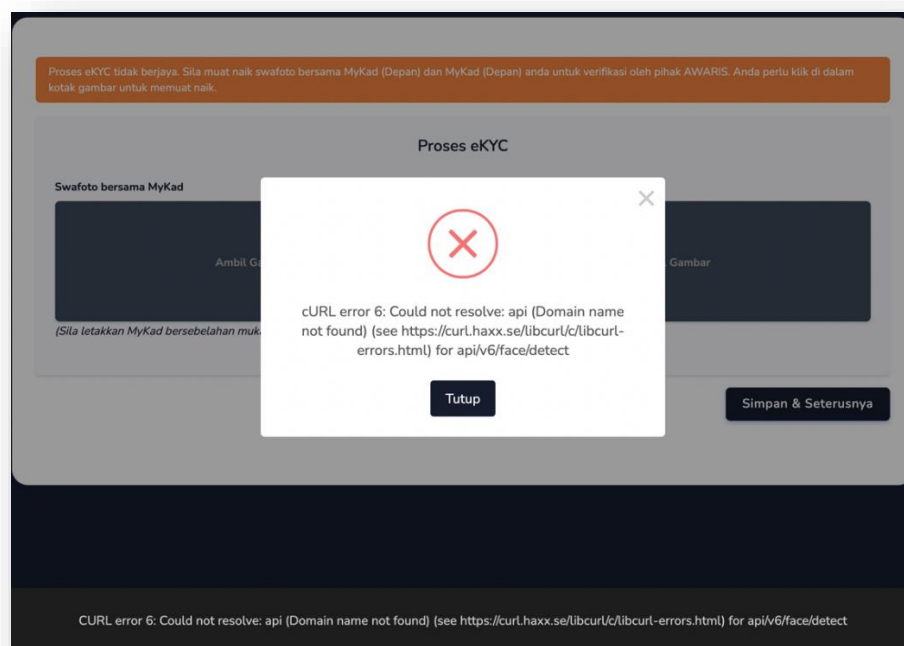 Proses eKYC tidak berjaya. Sila muat naik swafoto bersama MyKad (Depan) dan MyKad (Depan) anda untuk verifikasi oleh pihak AWARIS. Anda perlu klik di dalam
kotak gambar untuk memuat naik.
Proses eKYC
Swafoto bersama MyKad
Ambil
Gambar
(Sila letakkan MyKad bersebelahan
cURL error 6: Could not resolve: api (Domain name
not found) (see https://curl.haxx.se/libcurl/c/libcurl-
errors.html) for api/v6/face/detect
Tutup
Simpan & Seterusnya
CURL error 6: Could not resolve: api (Domain name not found) (see https://curl.haxx.se/libcurl/c/libcurl-errors.html) for api/v6/face/detect